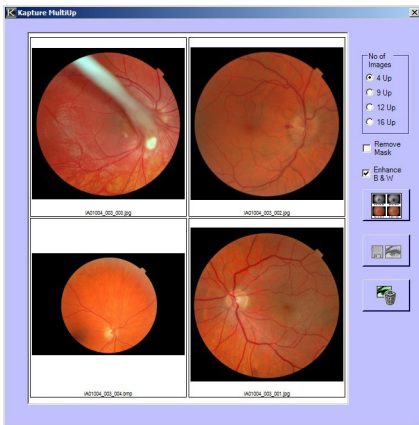 Kapture MultiUp
IA01004_003_003.jpg
IA01004_003_002.jpg
IA01004_003_004.bmp
IA01004_003_001.jpg
No of
Images
4 Up
9 Up
12 Up
16 Up
Remove
Mask
Enhance
B & W